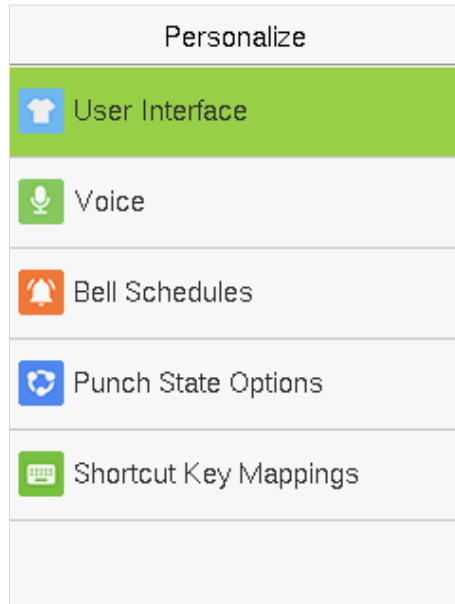 Personalize
User Interface
Voice
Bell Schedules
Punch State Options
Shortcut Key Mappings